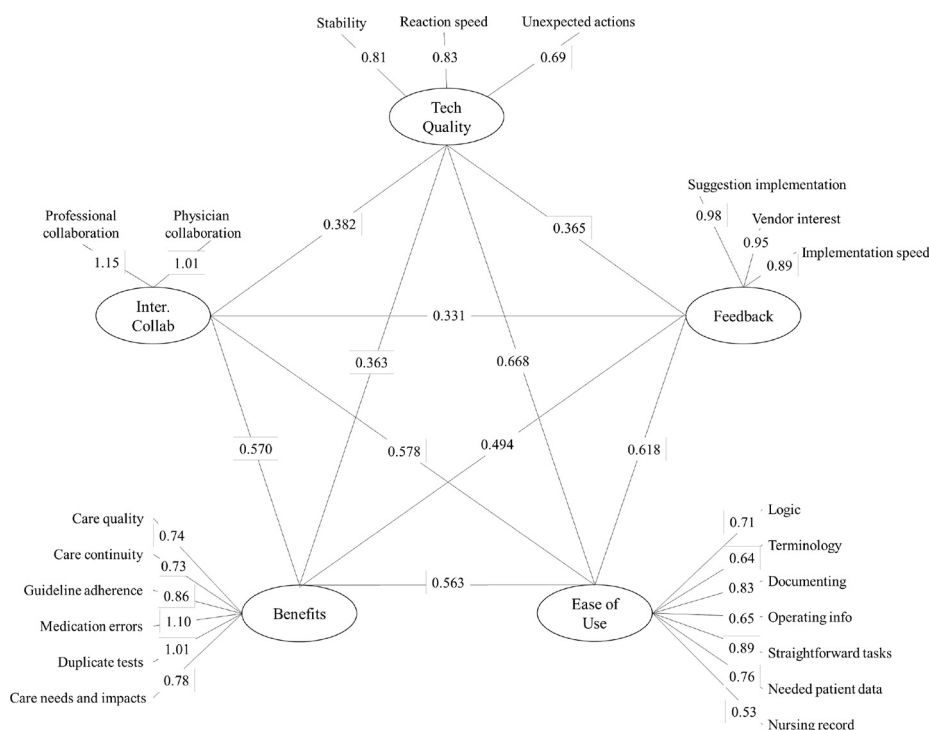 Stability
Reaction speed
Unexpected actions
0.81
0.83
0.69
Tech
Quality
Suggestion implementation
0.98
Vendor interest
0.95
Implementation speed
0.89
Professional
collaboration
Physician
collaboration
1.15
1.01
0.382
0.365
Inter.
Collab
0.331
Feedback
0.363
0.668
0.570
0.578
0.494
0.618
Care quality
0.74
Care continuity
0.73
Guideline adherence
0.86
Medication errors
1.10
Duplicate tests
1.01
Care needs and impacts
0.78
Benefits
0.563
Ease of
Use
Logic
0.71
Terminology
0.64
Documenting
0.83
Operating info
0.65
Straightforward tasks
0.89
Needed patient data
0.76
Nursing record
0.53